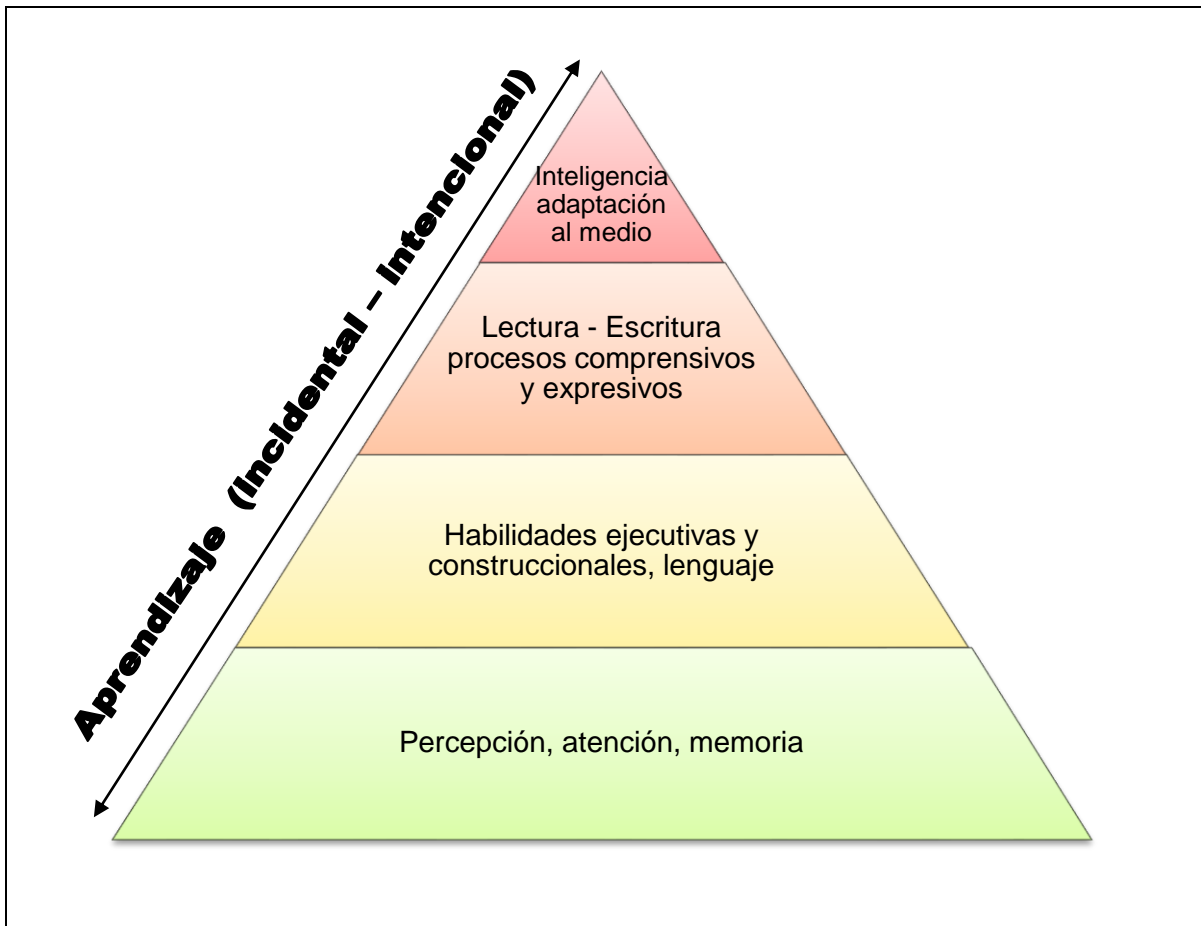 Aprendizaje (Incidental – Intencional)
Inteligencia
adaptación
al medio
Lectura - Escritura
procesos comprensivos
y expresivos
Habilidades ejecutivas y
construccionales, lenguaje
Percepción, atención, memoria